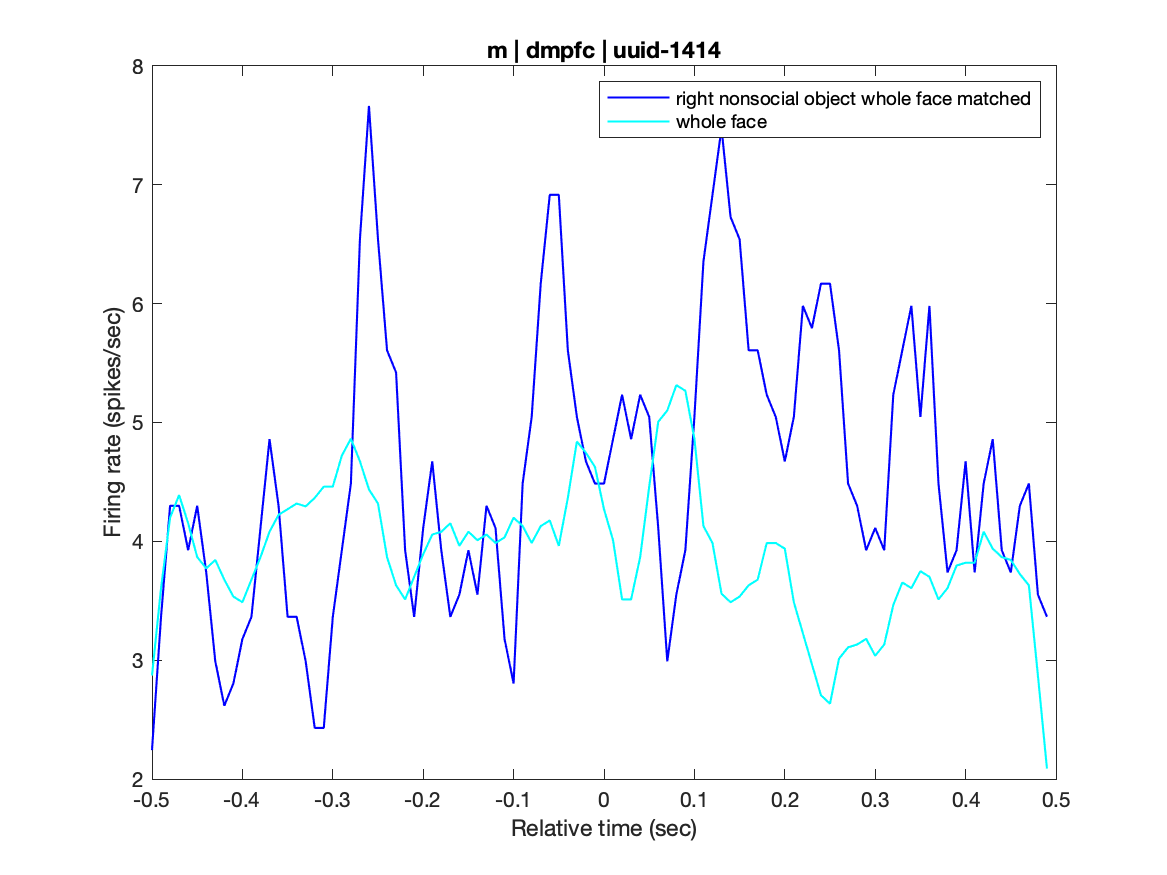 m | dmpfc | uuid-1414
right nonsocial object whole face matched
whole face
Firing rate (spikes/sec)
8
7
6
5
4
3
2
-0.5 -0.4 -0.3 -0.2 -0.1 0 0.1 0.2 0.3 0.4 0.5
Relative time (sec)